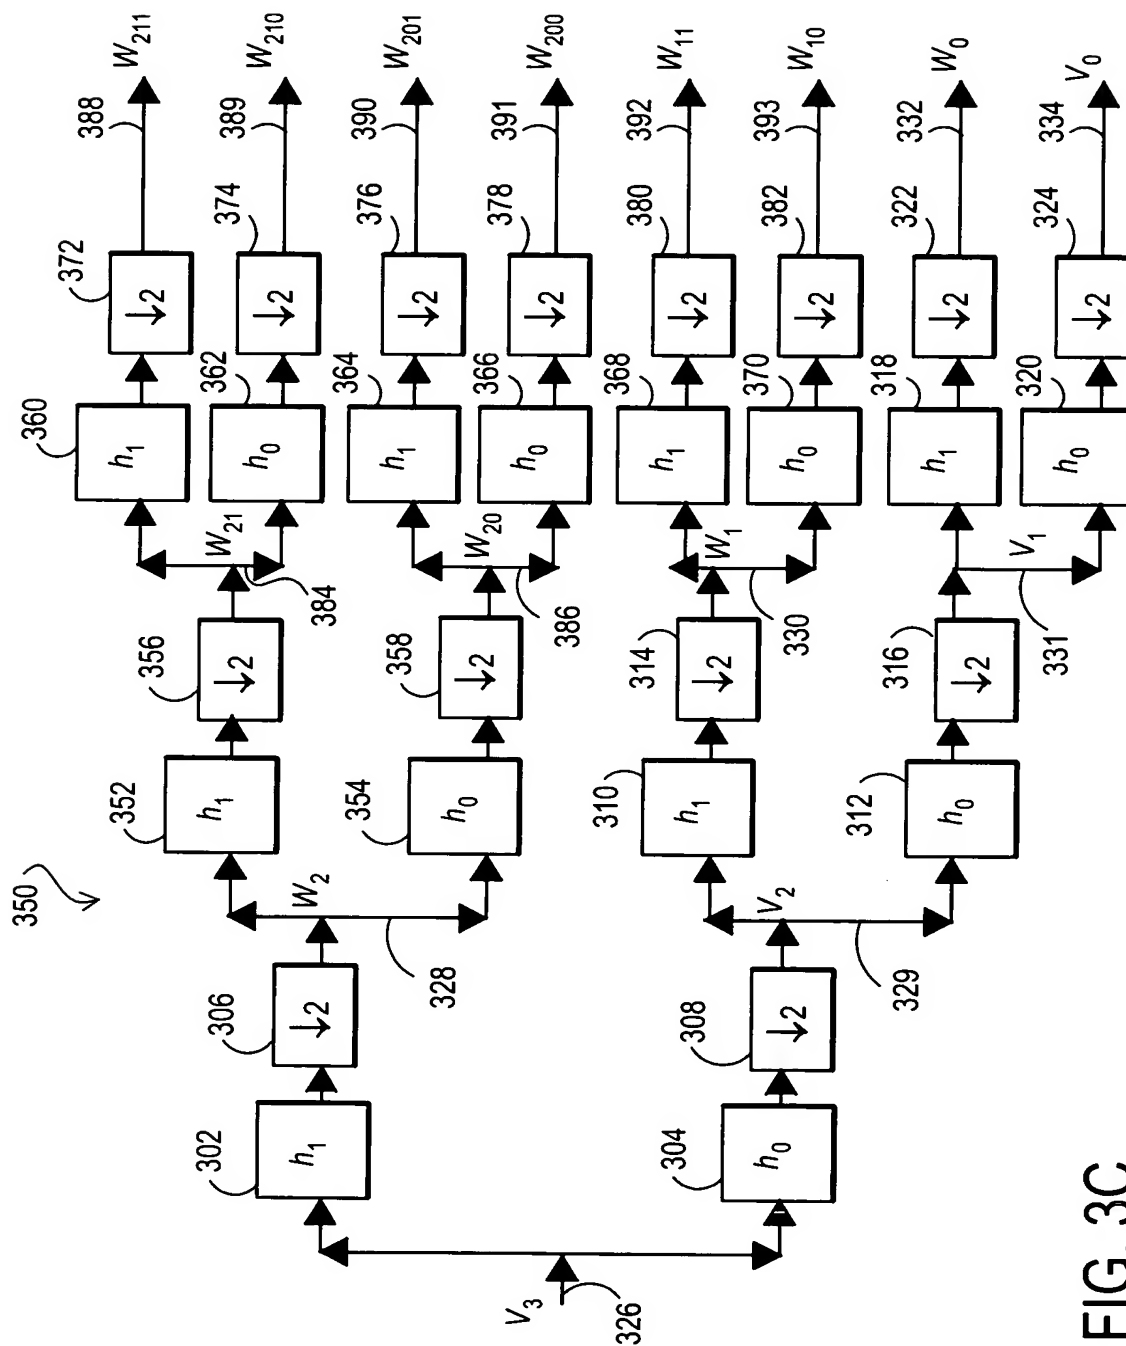 350
360
372
388
W211
h1
↓2
352
356
W21
h1
↓2
384
362
374
389
W210
h0
↓2
302
306
W2
h1
↓2
328
364
376
390
W201
h1
↓2
354
358
W20
h0
↓2
386
366
378
391
W200
h0
↓2
V3
326
368
380
392
W11
h1
↓2
310
314
W1
h1
↓2
330
370
382
393
W10
h0
↓2
304
308
V2
h0
↓2
329
318
322
332
W0
h1
↓2
312
316
V1
h0
↓2
331
320
324
334
V0
h0
↓2
FIG. 3C